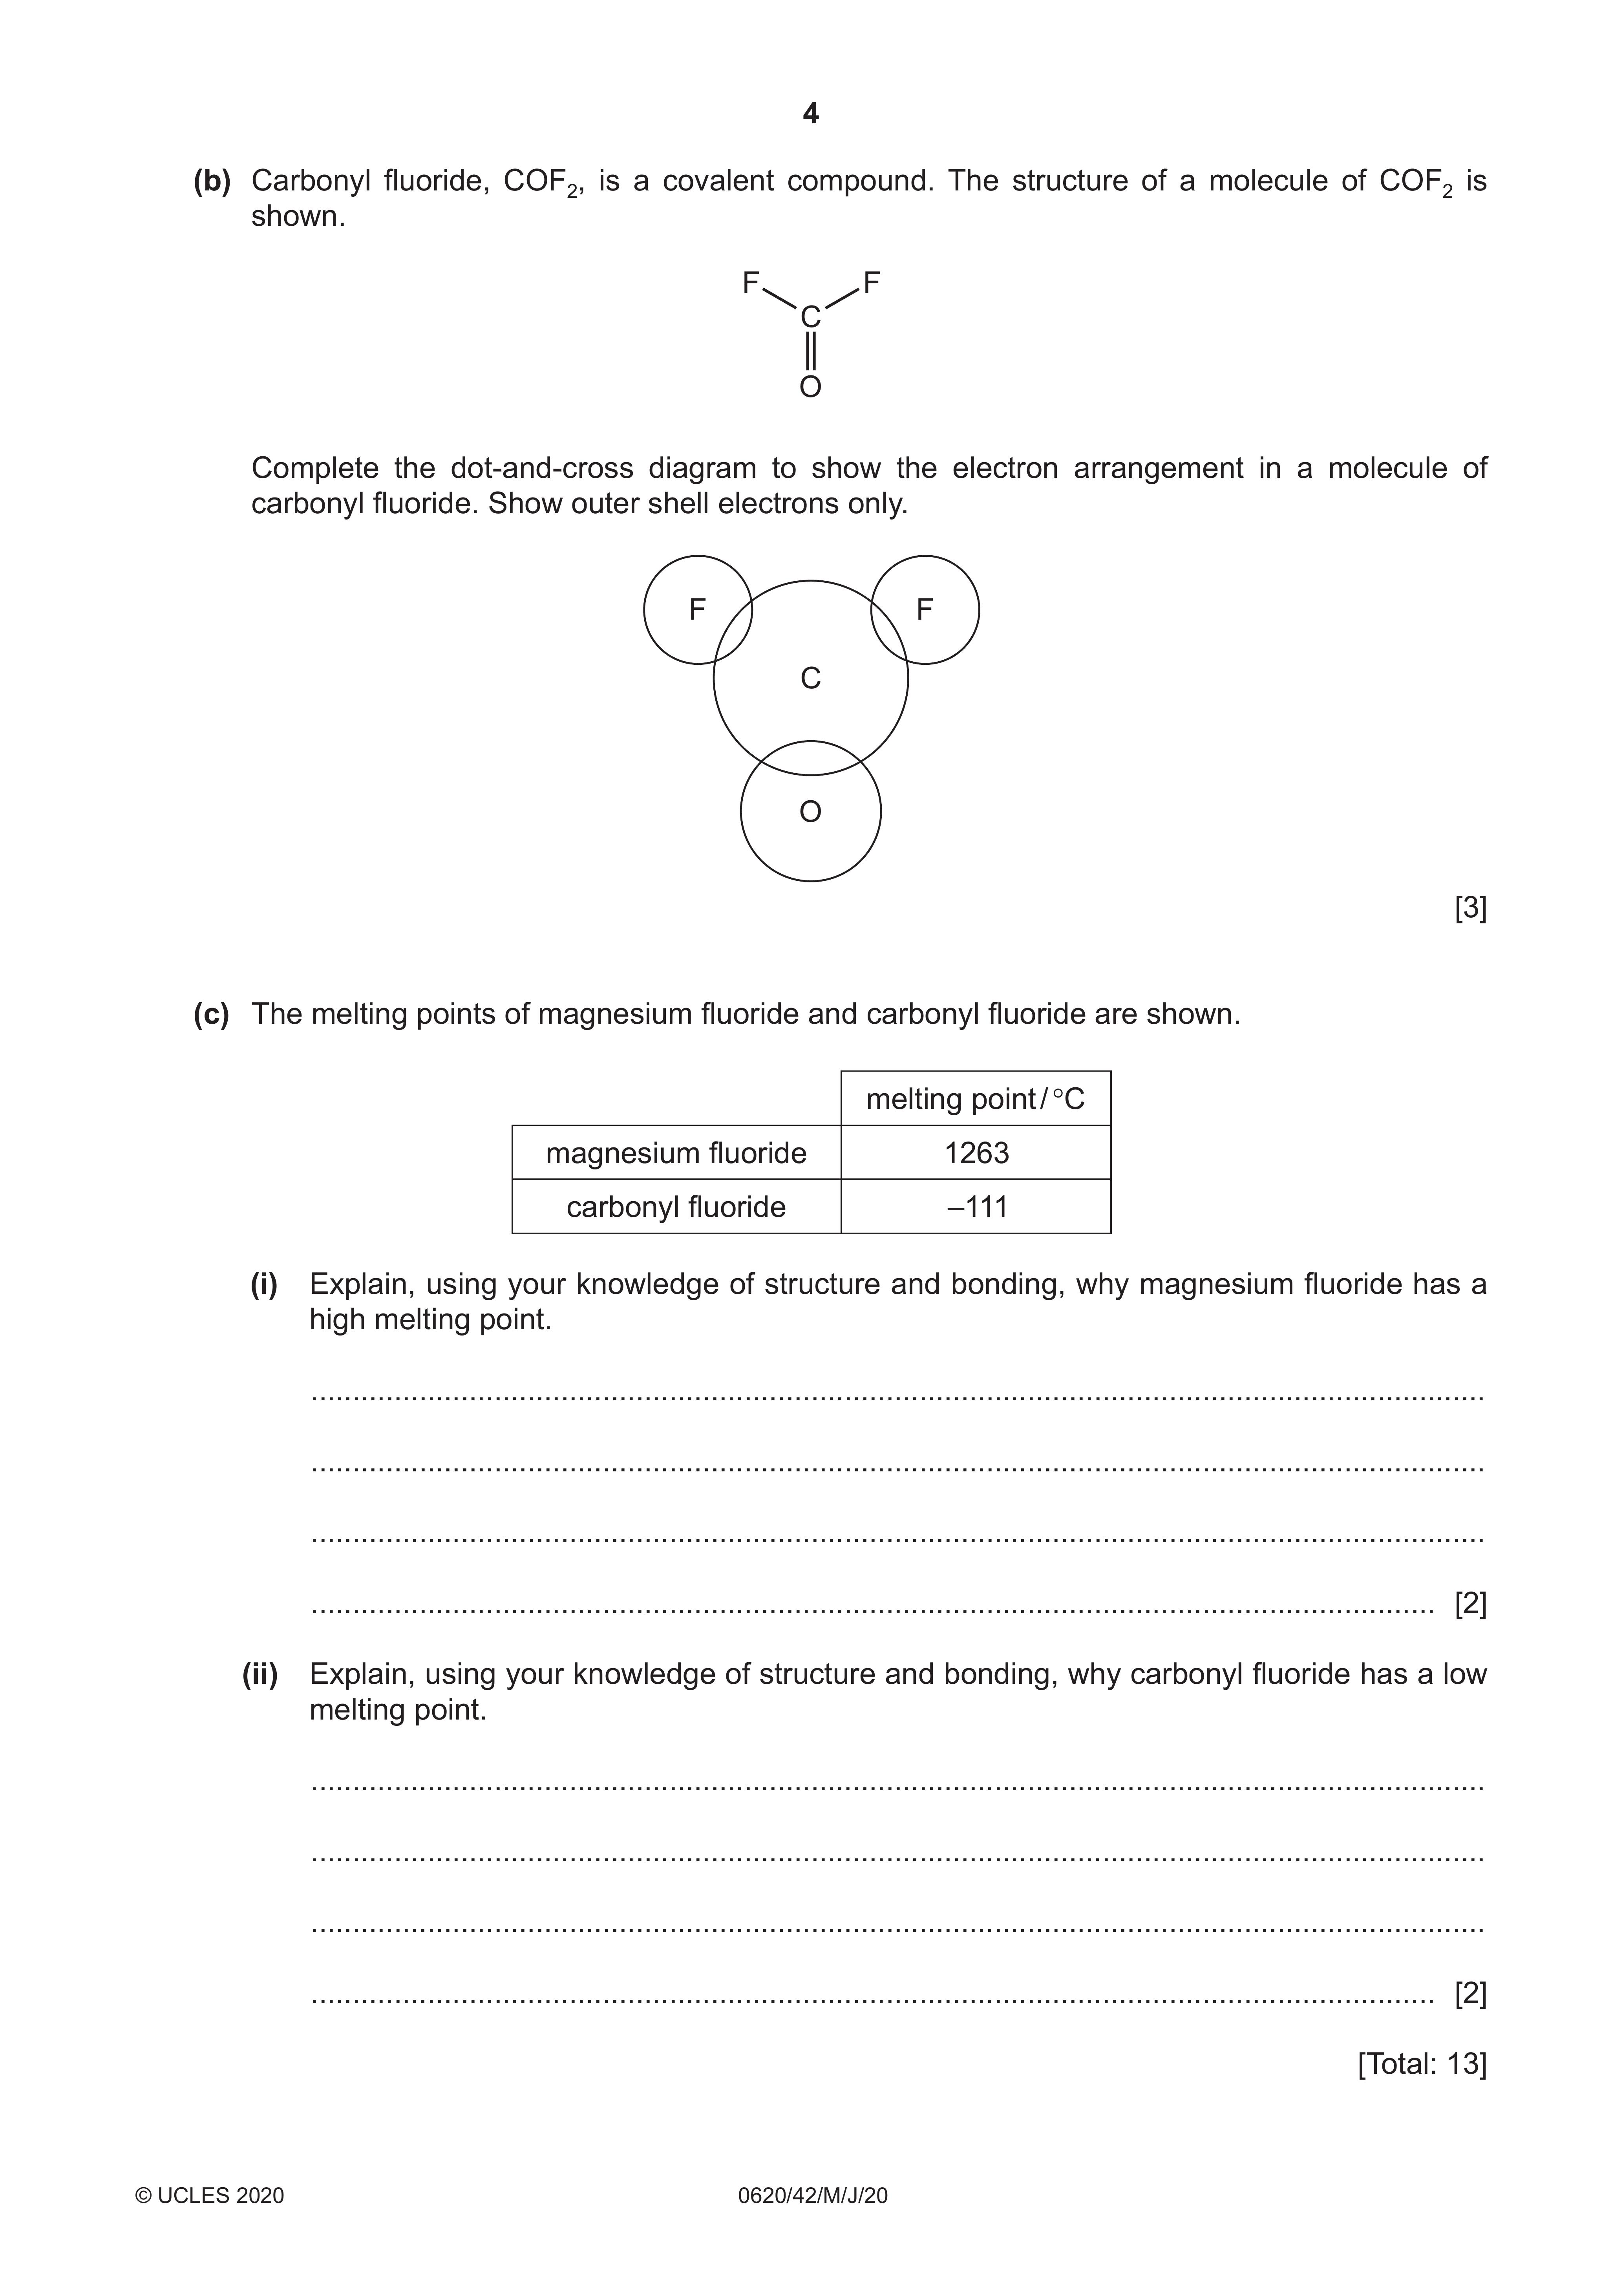 4
(b) Carbonyl fluoride, COF2, is a covalent compound. The structure of a molecule of COF2 is
shown.
F F
C
O
Complete the dot-and-cross diagram to show the electron arrangement in a molecule of
carbonyl fluoride. Show outer shell electrons only.
F F
C
O
[3]
(c) The melting points of magnesium fluoride and carbonyl fluoride are shown.
melting point / °C
magnesium fluoride 1263
carbonyl fluoride –111
(i) Explain, using your knowledge of structure and bonding, why magnesium fluoride has a
high melting point.
[2]
(ii) Explain, using your knowledge of structure and bonding, why carbonyl fluoride has a low
melting point.
[2]
[Total: 13]
© UCLES 2020 0620/42/M/J/20